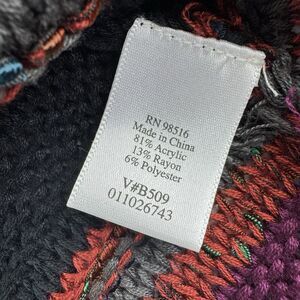 RN 98516
Made in China
81% Acrylic
13% Rayon
6% Polyester
V#B509
011026743